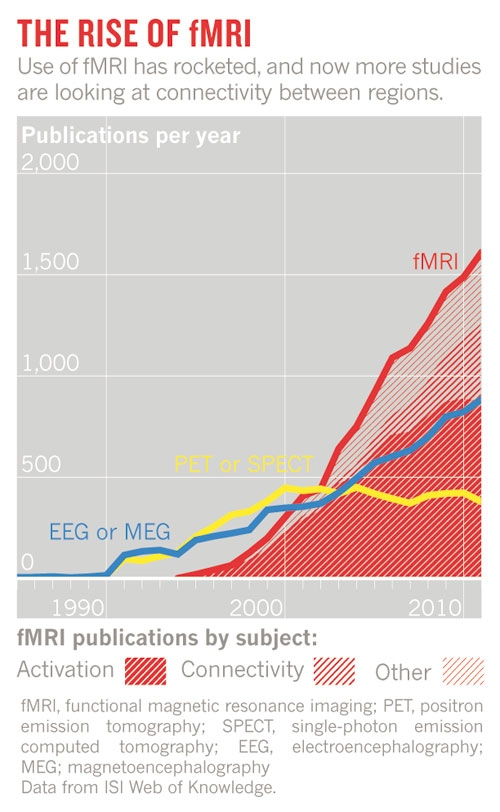 THE RISE OF fMRI
Use of fMRI has rocketed, and now more studies
are looking at connectivity between regions.
Publications per year
2,000
1,500
fMRI
1,000
500
PET or SPECT
EEG or MEG
0
1990 2000 2010
fMRI publications by subject:
Activation Connectivity Other
fMRI, functional magnetic resonance imaging; PET, positron
emission tomography; SPECT, single-photon emission
computed tomography; EEG, electroencephalography;
MEG; magnetoencephalography
Data from ISI Web of Knowledge.